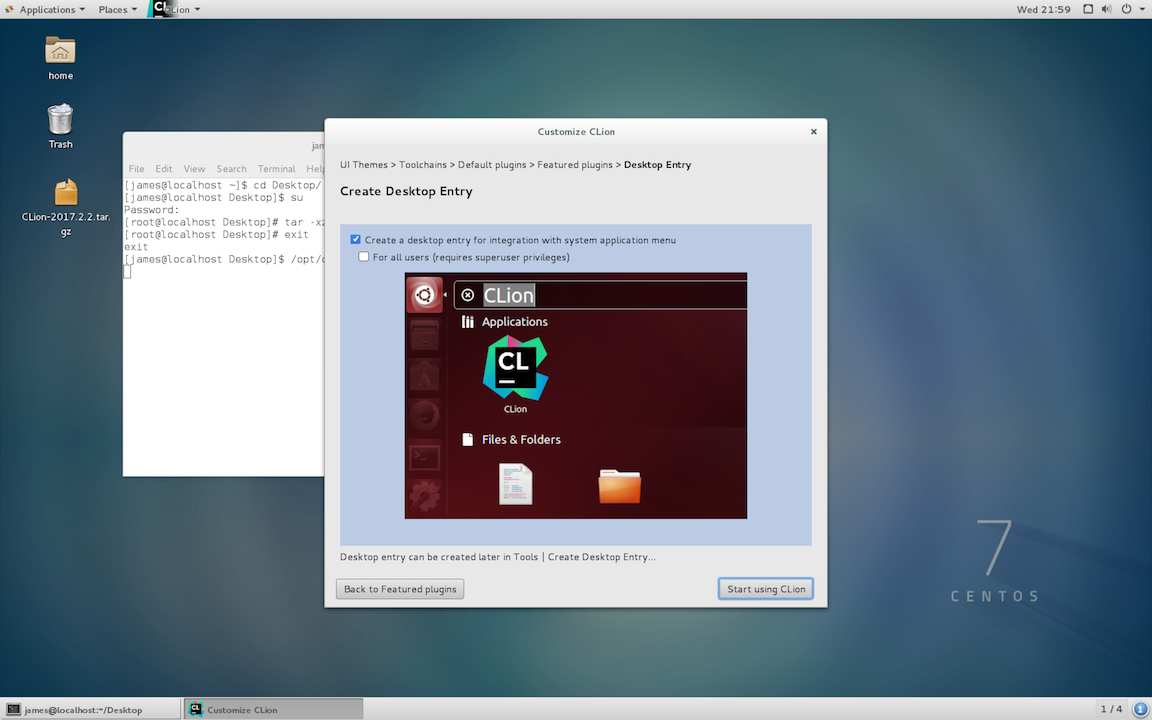 Applications Places CLion Wed 21:59
home
Trash
CLion-2017.2.2.tar.
gz
File Edit View Search Terminal Help
[james@localhost ~]$ cd Desktop/
[james@localhost Desktop]$ su
Password:
[root@localhost Desktop]# tar
[root@localhost Desktop]# exit
exit
[james@localhost Desktop]$
Customize CLion
UI Themes > Toolchains > Default plugins > Featured plugins > Desktop Entry
Create Desktop Entry
Create a desktop entry for integration with system application menu
For all users (requires superuser privileges)
CLion
Applications
CL
CLion
Files & Folders
Desktop entry can be created later in Tools | Create Desktop Entry...
Back to Featured plugins
Start using CLion
7
CENTOS
james@localhost:~/Desktop
Customize CLion
1 / 4
1